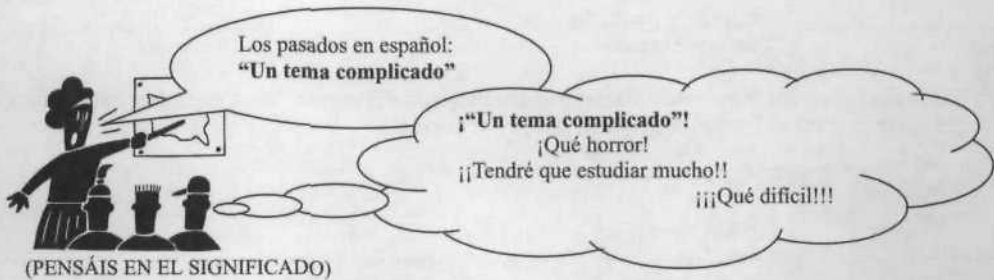 Los pasados en español:
“Un tema complicado”
¡“Un tema complicado”!
¡Qué horror!
¡¡Tendré que estudiar mucho!!
¡¡¡Qué difícil!!!
(PENSÁIS EN EL SIGNIFICADO)